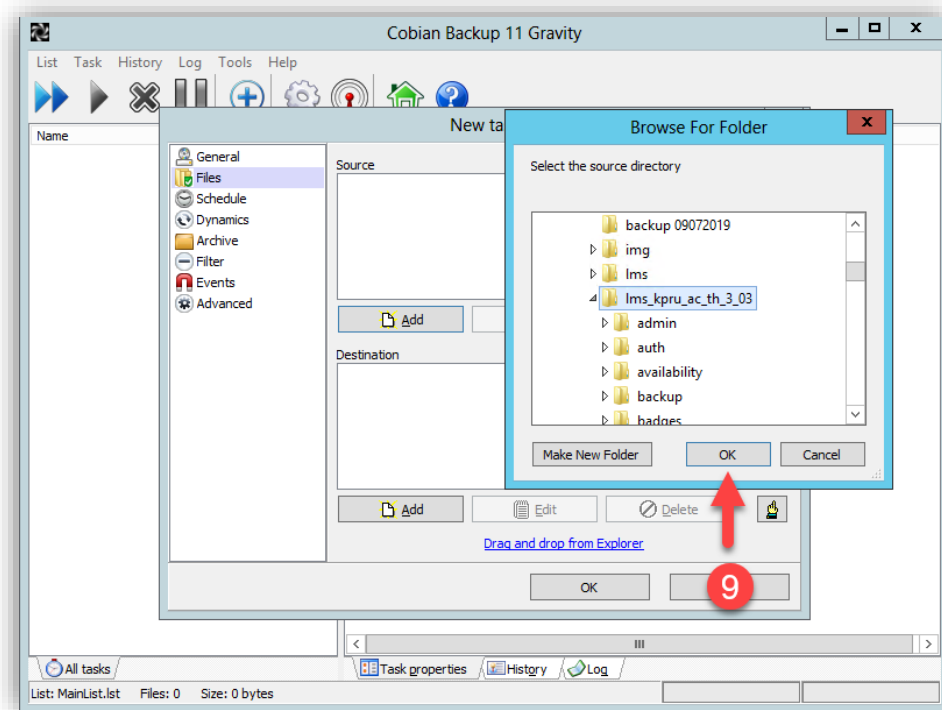 Cobian Backup 11 Gravity
List Task History Log Tools Help
Name
New ta
General
Files
Schedule
Dynamics
Archive
Filter
Events
Advanced
Source
Add
Destination
Add
Edit
Delete
Drag and drop from Explorer
OK
Browse For Folder
Select the source directory
backup 09072019
img
lms
lms_kpru_ac_th_3_03
admin
auth
availability
backup
badges
Make New Folder
OK
Cancel
9
All tasks
Task properties
History
Log
List: MainList.lst Files: 0 Size: 0 bytes